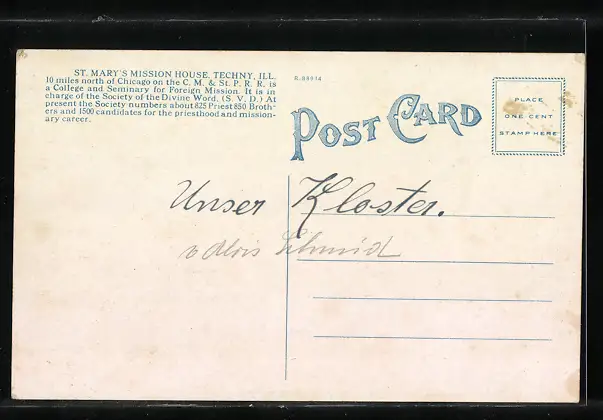 ST. MARY'S MISSION HOUSE, TECHNY, ILL.
10 miles north of Chicago on the C. M. & St. P. R. R. is
a College and Seminary for Foreign Mission. It is in
charge of the Society of the Divine Word. (S. V. D.) At
present the Society numbers about 825 Priest 850 Broth-
ers and 1500 candidates for the priesthood and mission-
ary career.
POST CARD
PLACE
ONE CENT
STAMP HERE
Unser Kloster.
v Alois Schmid